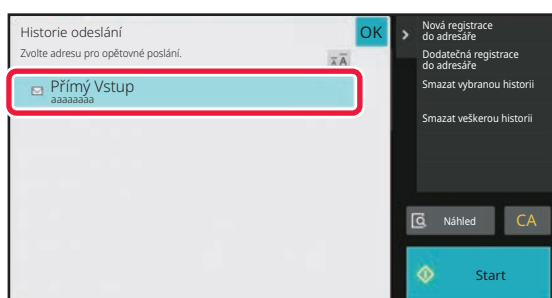 Historie odeslání
OK
Zvolte adresu pro opětovné poslání.
Přímý Vstup
aaaaaaaa
Nová registrace
do adresáře
Dodatečná registrace
do adresáře
Smazat vybranou historii
Smazat veškerou historii
Náhled
CA
Start